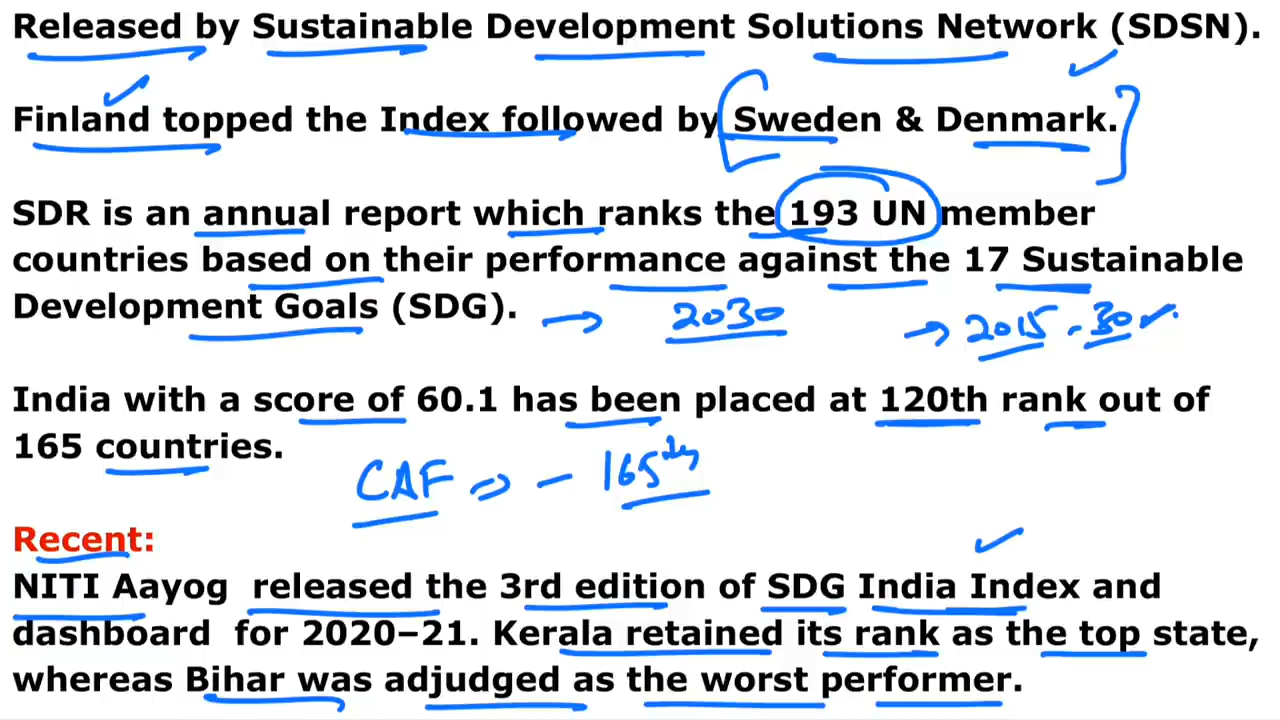 Released by Sustainable Development Solutions Network (SDSN).
Finland topped the Index followed by Sweden & Denmark.
SDR is an annual report which ranks the 193 UN member
countries based on their performance against the 17 Sustainable
Development Goals (SDG). → 2030 → 2015 - 30
India with a score of 60.1 has been placed at 120th rank out of
165 countries.
CAF ⇒ - 165
Recent:
NITI Aayog released the 3rd edition of SDG India Index and
dashboard for 2020–21. Kerala retained its rank as the top state,
whereas Bihar was adjudged as the worst performer.